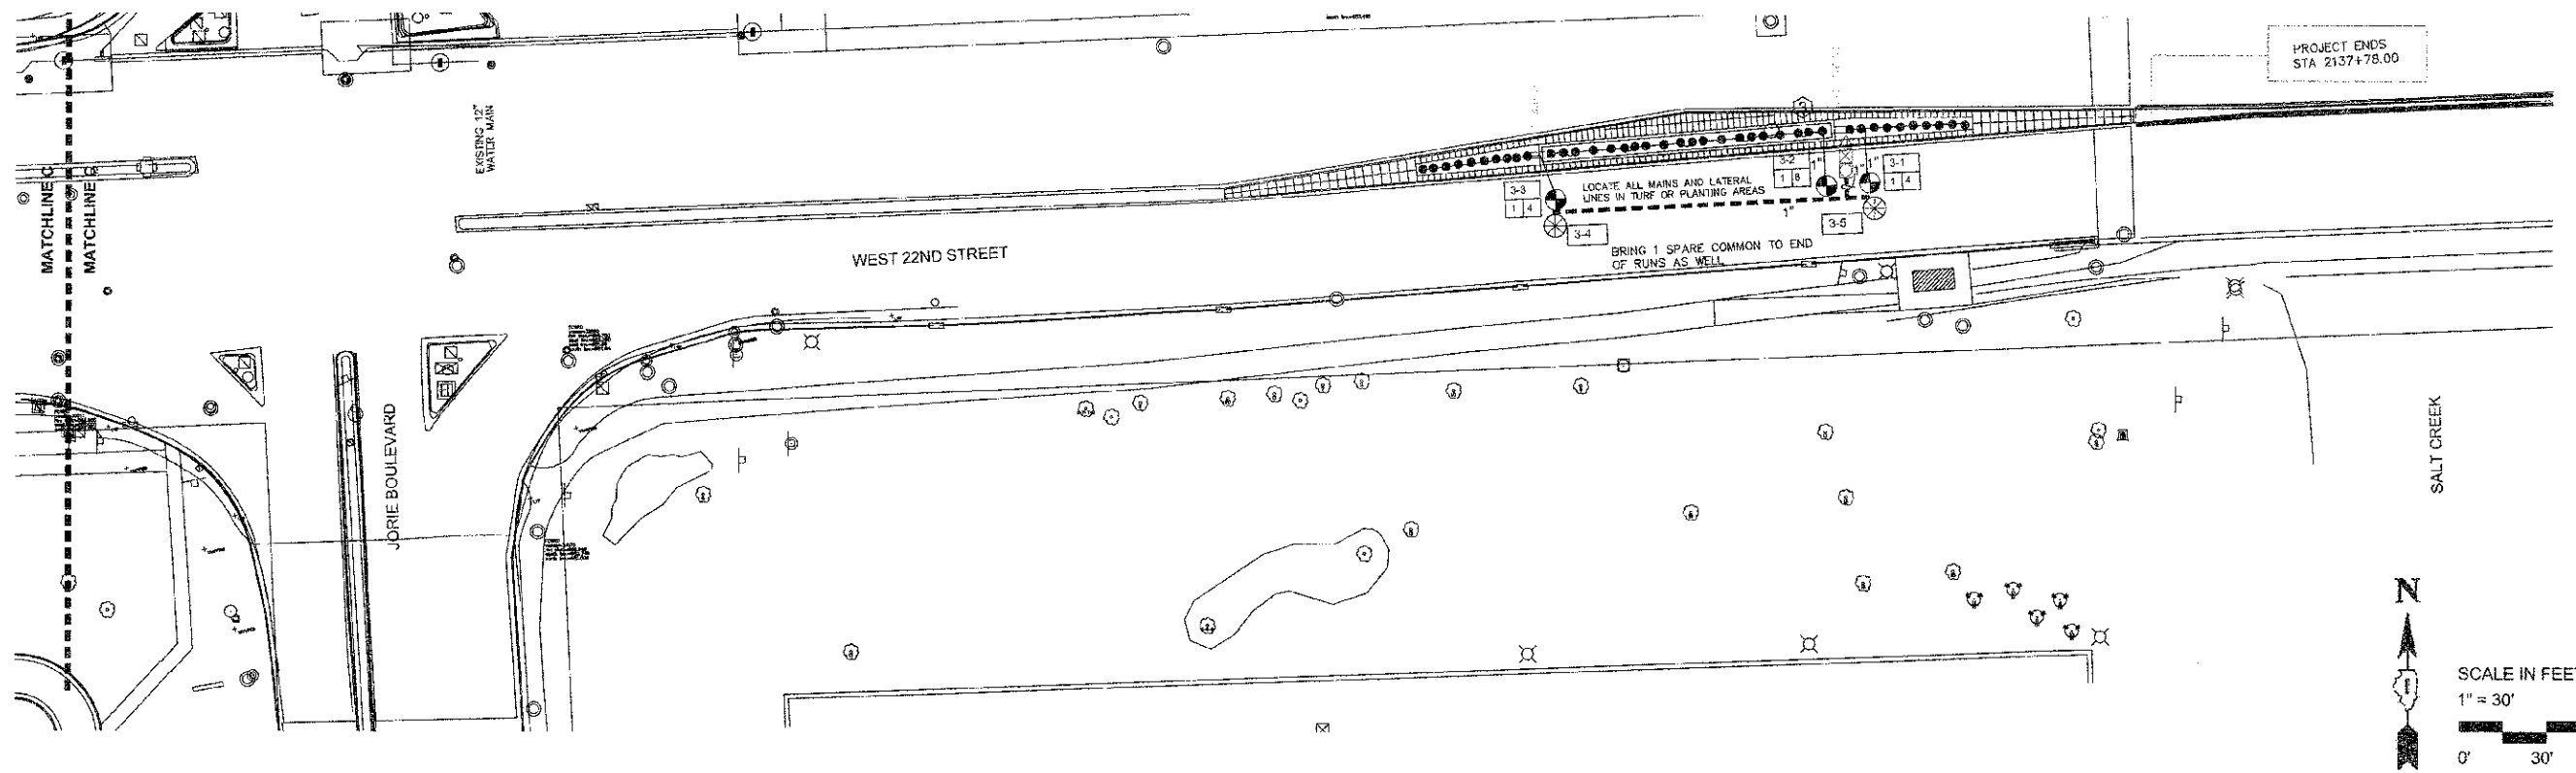 PROJECT ENDS
STA 2137+78.00
EXISTING 12"
WATER MAIN
MATCHLINE C
MATCHLINE C
3
3-3
1 4
LOCATE ALL MAINS AND LATERAL
LINES IN TURF OR PLANTING AREAS
3-2
1 8
1"
1"
1"
3-1
1 4
1"
3-4
3-5
WEST 22ND STREET
BRING 1 SPARE COMMON TO END
OF RUNS AS WELL
JORIE BOULEVARD
SALT CREEK
N
SCALE IN FEET
1" = 30'
0' 30'